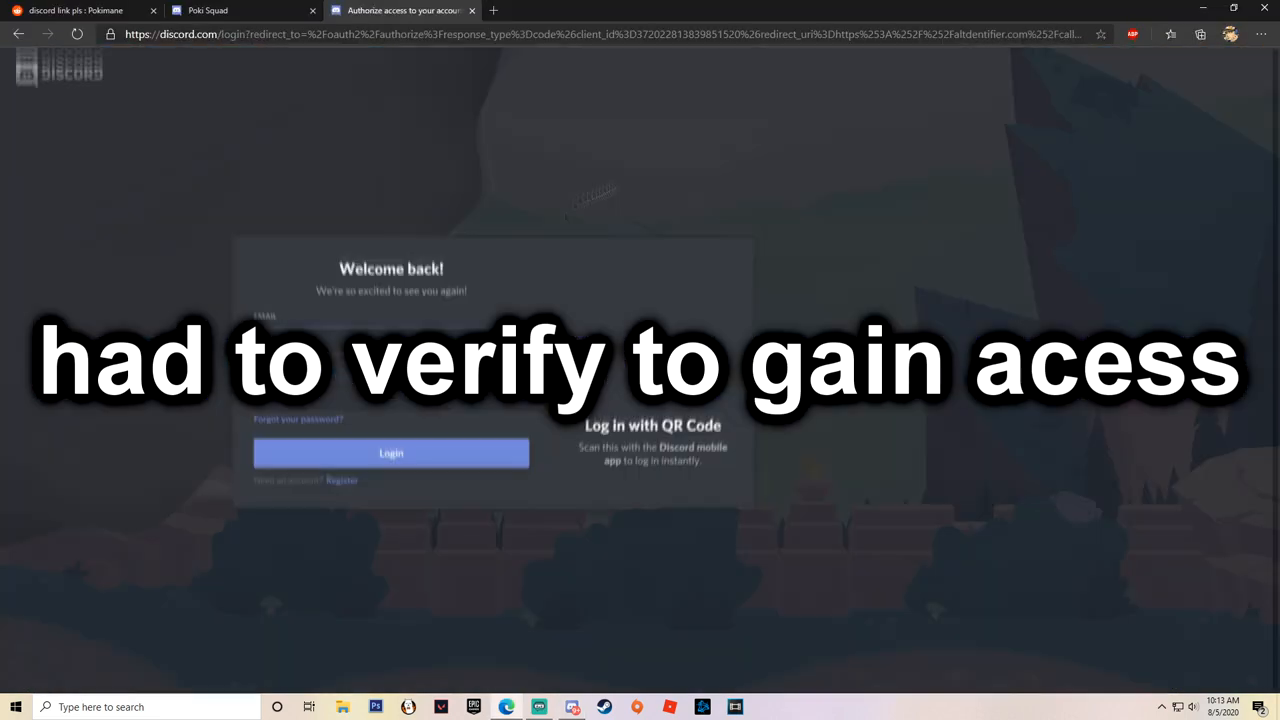 discord link pls : Pokimane
Poki Squad
Authorize access to your accoun
https://discord.com/login?redirect_to=%2Foauth2%2Fauthorize%3Fresponse_type%3Dcode%26client_id%3D372022813839851520%26redirect_uri%3Dhttps%253A%252F%252Faltdentifier.com%252Fcall...
ABP
DISCORD
Welcome back!
We're so excited to see you again!
EMAIL
had to verify to gain acess
Forgot your password?
Log in with QR Code
Login
Scan this with the Discord mobile
app to log in instantly.
Need an account? Register
Type here to search
10:13 AM
8/5/2020
2